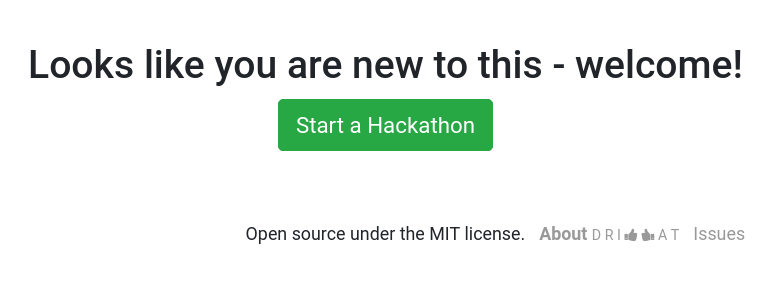 Looks like you are new to this - welcome!
Start a Hackathon
Open source under the MIT license. About DRI👍👎AT Issues